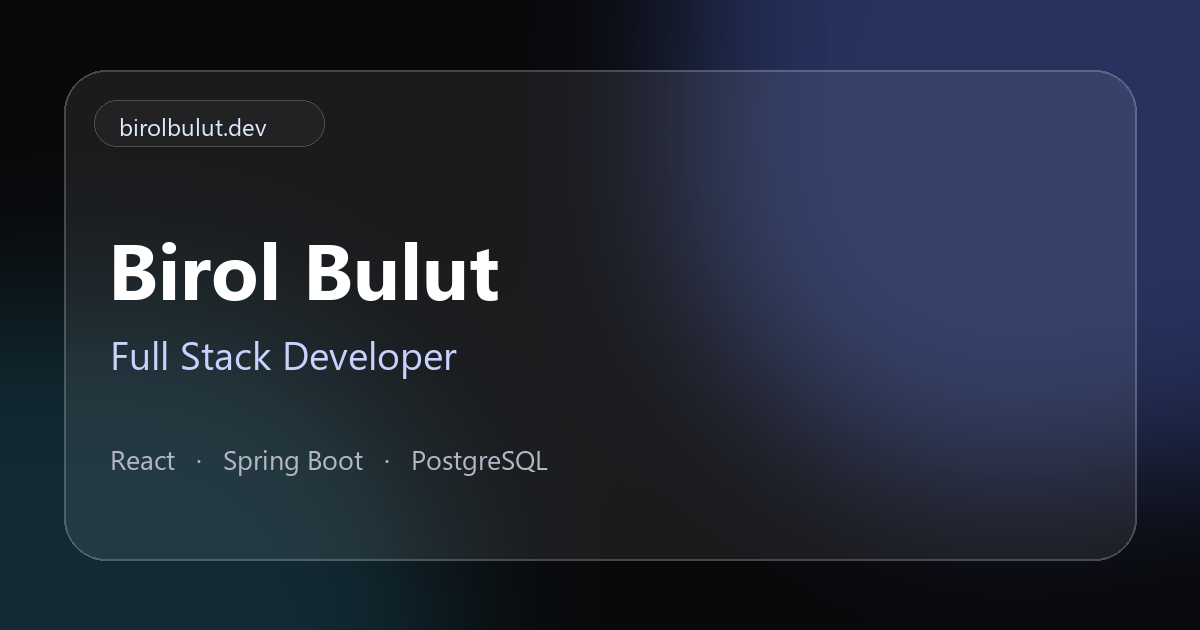 birolbulut.dev
Birol Bulut
Full Stack Developer
React · Spring Boot · PostgreSQL